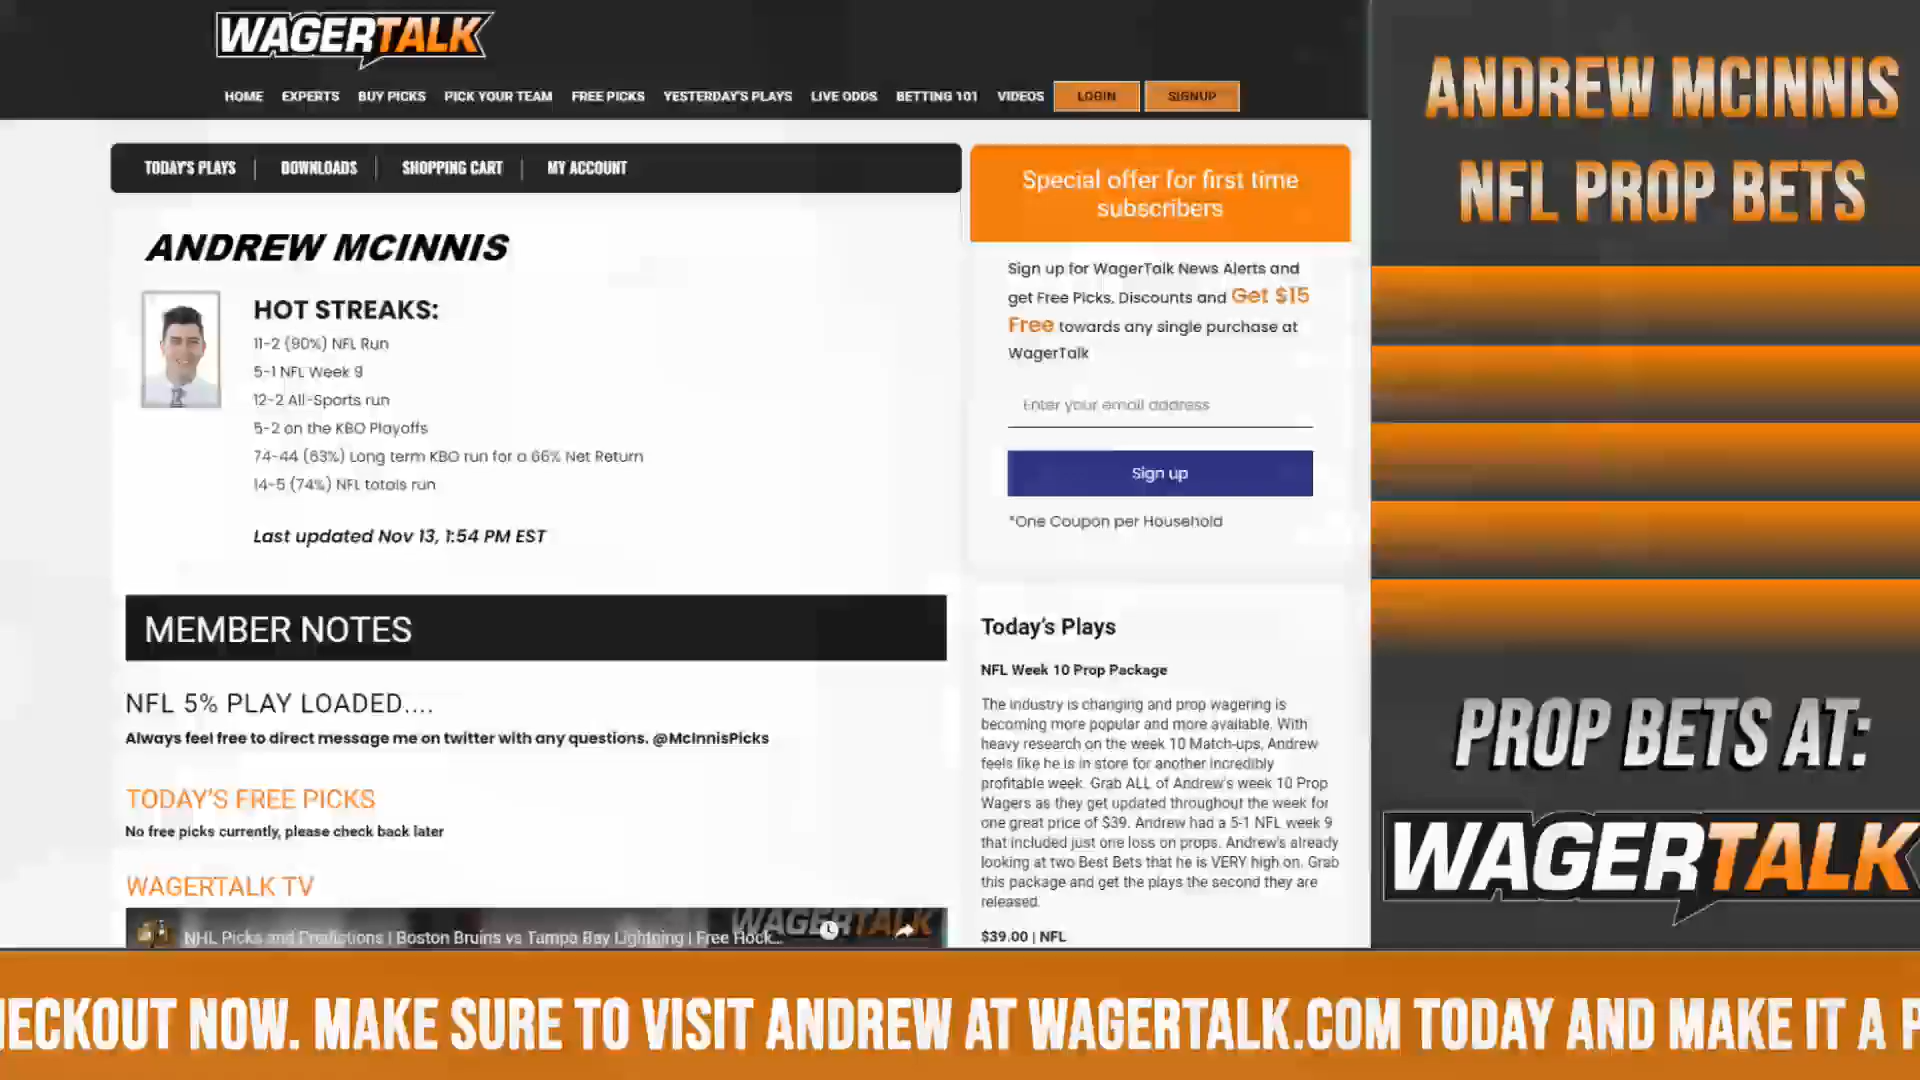 WAGERTALK
HOME EXPERTS BUY PICKS PICK YOUR TEAM FREE PICKS YESTERDAY'S PLAYS LIVE ODDS BETTING 101 VIDEOS LOGIN SIGNUP
TODAY'S PLAYS DOWNLOADS SHOPPING CART MY ACCOUNT
ANDREW MCINNIS
HOT STREAKS:
11-2 (90%) NFL Run
5-1 NFL Week 9
12-2 All-Sports run
5-2 on the KBO Playoffs
74-44 (63%) Long term KBO run for a 66% Net Return
14-5 (74%) NFL totals run
Last updated Nov 13, 1:54 PM EST
MEMBER NOTES
NFL 5% PLAY LOADED....
Always feel free to direct message me on twitter with any questions. @McInnisPicks
TODAY'S FREE PICKS
No free picks currently, please check back later
WAGERTALK TV
WAGERTALK
NHL Picks and Predictions | Boston Bruins vs Tampa Bay Lightning | Free Hock...
Special offer for first time
subscribers
Sign up for WagerTalk News Alerts and
get Free Picks, Discounts and Get $15
Free towards any single purchase at
WagerTalk
Enter your email address
Sign up
*One Coupon per Household
Today's Plays
NFL Week 10 Prop Package
The industry is changing and prop wagering is
becoming more popular and more available. With
heavy research on the week 10 Match-ups, Andrew
feels like he is in store for another incredibly
profitable week. Grab ALL of Andrew's week 10 Prop
Wagers as they get updated throughout the week for
one great price of $39. Andrew had a 5-1 NFL week 9
that included just one loss on props. Andrew's already
looking at two Best Bets that he is VERY high on. Grab
this package and get the plays the second they are
released.
$39.00 | NFL
ANDREW MCINNIS
NFL PROP BETS
PROP BETS AT:
WAGERTALK
HECKOUT NOW. MAKE SURE TO VISIT ANDREW AT WAGERTALK.COM TODAY AND MAKE IT A P